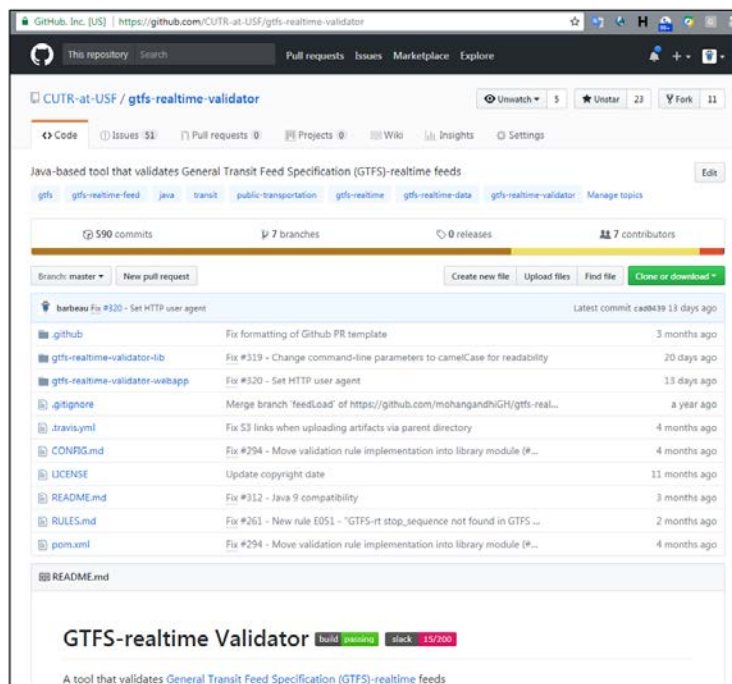 GitHub, Inc. [US] | https://github.com/CUTR-at-USF/gtfs-realtime-validator
This repository Search Pull requests Issues Marketplace Explore
CUTR-at-USF / gtfs-realtime-validator Unwatch 5 Unstar 23 Fork 11
Code Issues 51 Pull requests 0 Projects 0 Wiki Insights Settings
Java-based tool that validates General Transit Feed Specification (GTFS)-realtime feeds Edit
gtfs gtfs-realtime-feed java transit public-transportation gtfs-realtime gtfs-realtime-data gtfs-realtime-validator Manage topics
590 commits 7 branches 0 releases 7 contributors
Branch: master New pull request Create new file Upload files Find file Clone or download
barbeau Fix #320 - Set HTTP user agent Latest commit cad0439 13 days ago
.github Fix formatting of Github PR template 3 months ago
gtfs-realtime-validator-lib Fix #319 - Change command-line parameters to camelCase for readability 20 days ago
gtfs-realtime-validator-webapp Fix #320 - Set HTTP user agent 13 days ago
.gitignore Merge branch 'feedLoad' of https://github.com/mohangandhiGH/gtfs-real... a year ago
.travis.yml Fix S3 links when uploading artifacts via parent directory 4 months ago
CONFIG.md Fix #294 - Move validation rule implementation into library module (#... 4 months ago
LICENSE Update copyright date 11 months ago
README.md Fix #312 - Java 9 compatibility 3 months ago
RULES.md Fix #261 - New rule E051 - "GTFS-rt stop_sequence not found in GTFS ... 2 months ago
pom.xml Fix #294 - Move validation rule implementation into library module (#... 4 months ago
README.md
GTFS-realtime Validator build passing slack 15/200
A tool that validates General Transit Feed Specification (GTFS)-realtime feeds